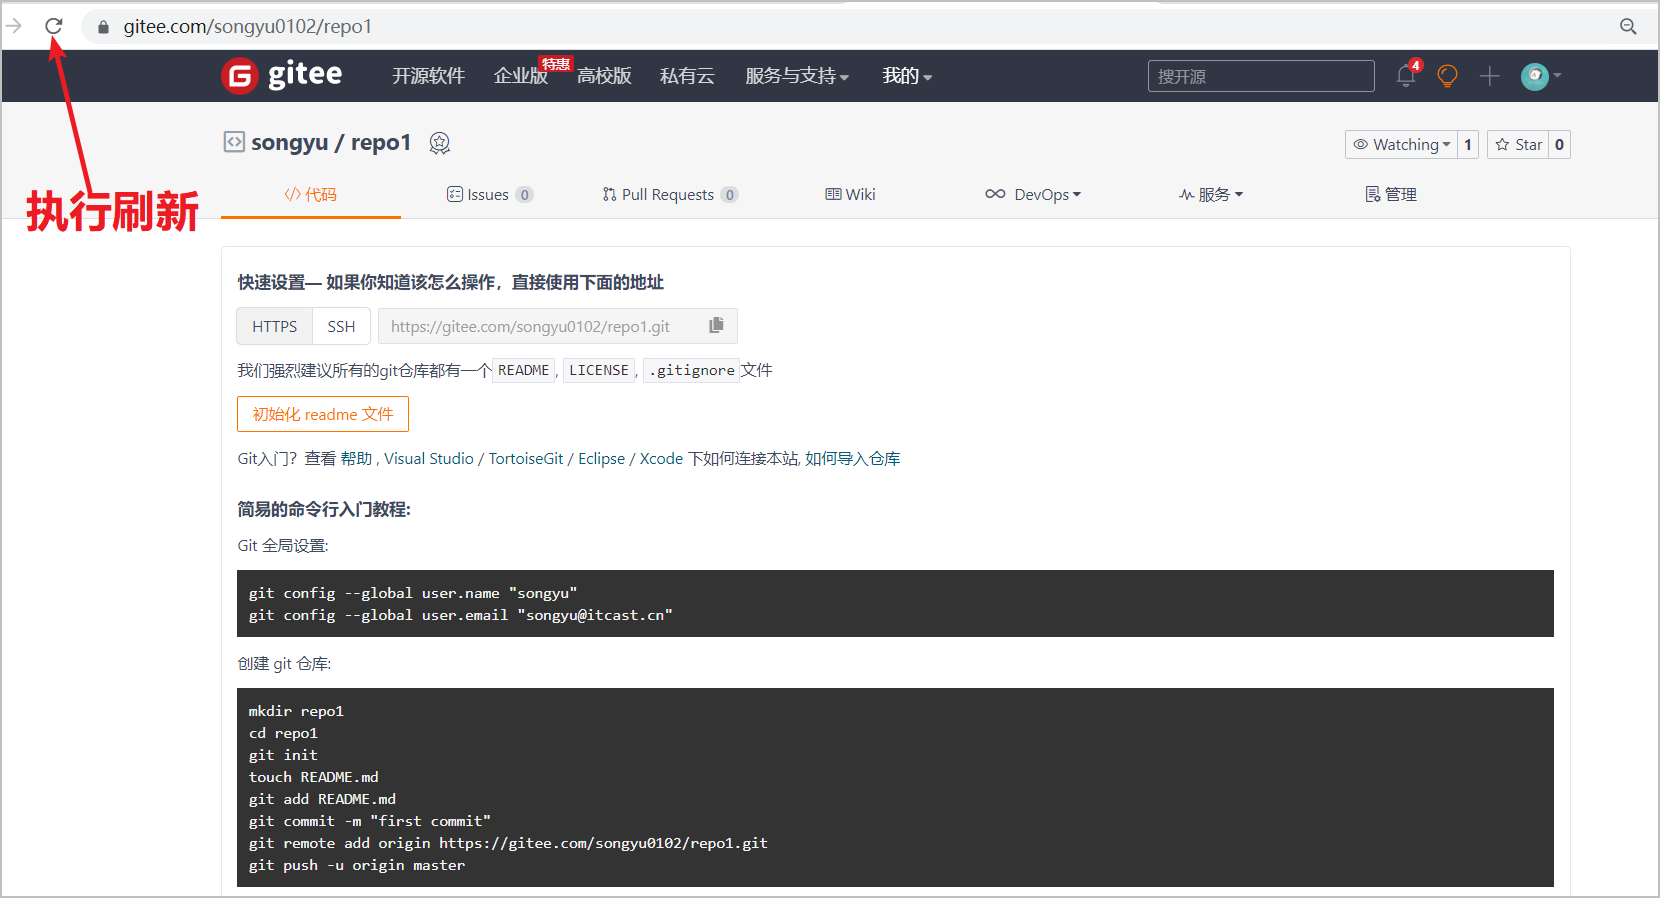 gitee.com/songyu0102/repo1
gitee 开源软件 企业版 特惠 高校版 私有云 服务与支持 我的 搜开源 4
songyu / repo1 Watching 1 Star 0
执行刷新
</> 代码 Issues 0 Pull Requests 0 Wiki DevOps 服务 管理
快速设置— 如果你知道该怎么操作，直接使用下面的地址
HTTPS SSH https://gitee.com/songyu0102/repo1.git
我们强烈建议所有的git仓库都有一个 README , LICENSE , .gitignore 文件
初始化 readme 文件
Git入门？查看 帮助 , Visual Studio / TortoiseGit / Eclipse / Xcode 下如何连接本站, 如何导入仓库
简易的命令行入门教程:
Git 全局设置:
git config --global user.name "songyu"
git config --global user.email "songyu@itcast.cn"
创建 git 仓库:
mkdir repo1
cd repo1
git init
touch README.md
git add README.md
git commit -m "first commit"
git remote add origin https://gitee.com/songyu0102/repo1.git
git push -u origin master